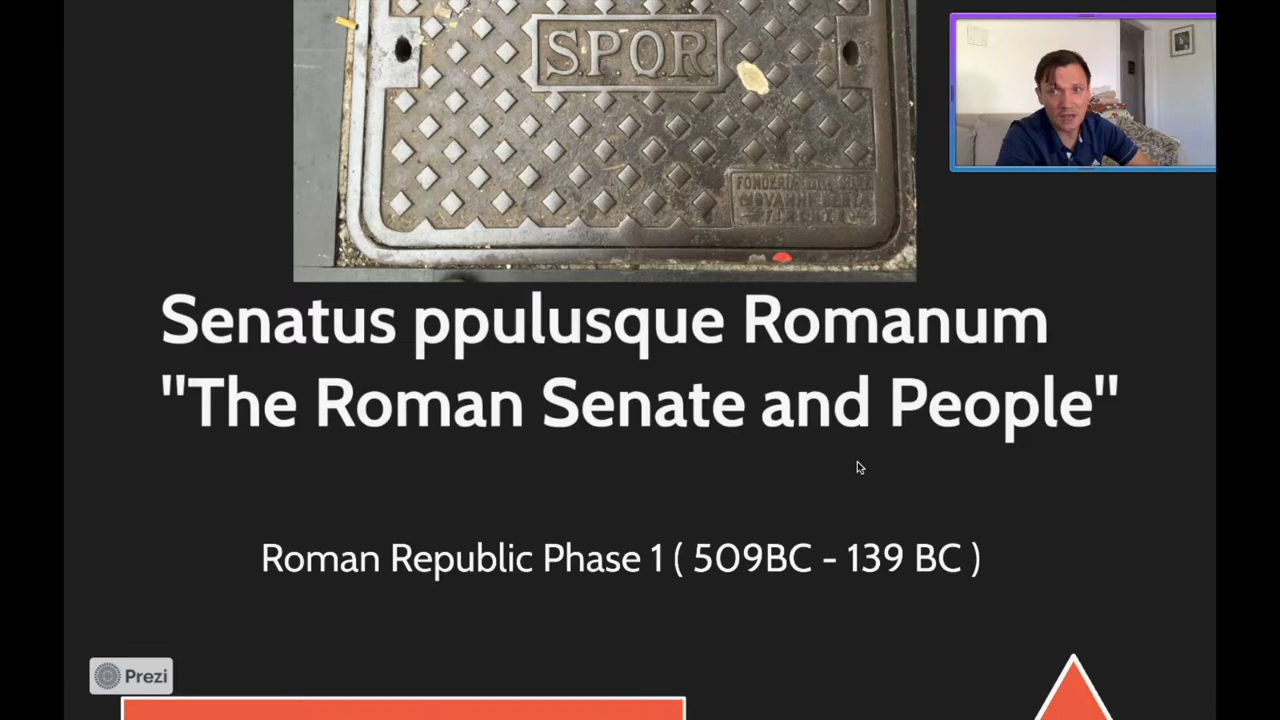 SPQR
FONDERIA
GIOVANNI
FIRENZE
Senatus ppulusque Romanum
"The Roman Senate and People"
Roman Republic Phase 1 ( 509BC - 139 BC )
Prezi